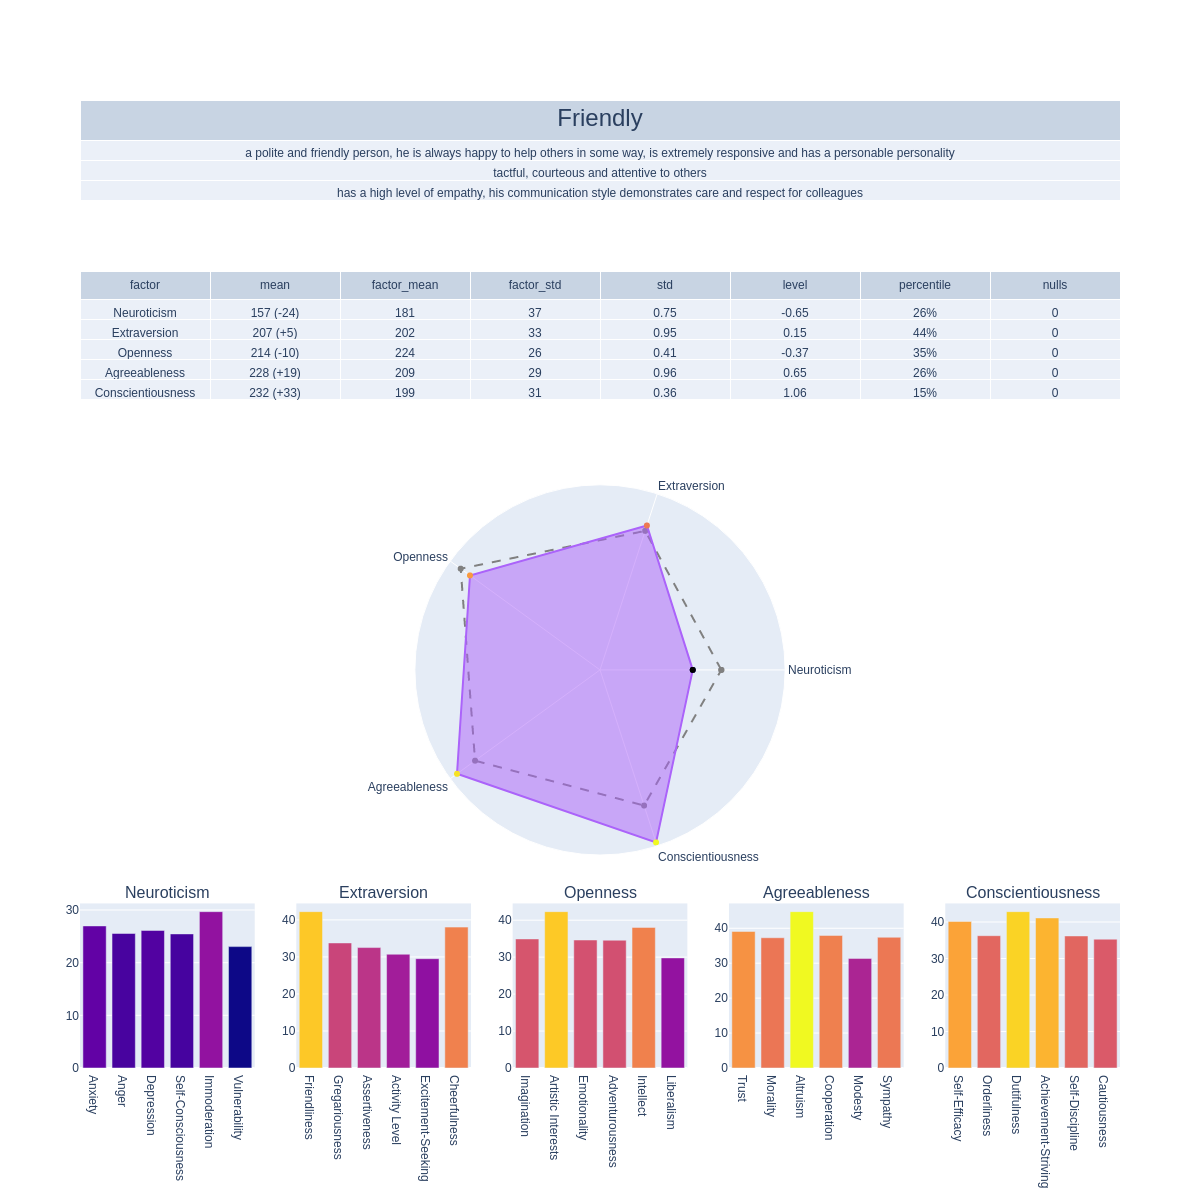 Friendly
a polite and friendly person, he is always happy to help others in some way, is extremely responsive and has a personable personality
tactful, courteous and attentive to others
has a high level of empathy, his communication style demonstrates care and respect for colleagues
factor mean factor_mean factor_std std level percentile nulls
Neuroticism 157 (-24) 181 37 0.75 -0.65 26% 0
Extraversion 207 (+5) 202 33 0.95 0.15 44% 0
Openness 214 (-10) 224 26 0.41 -0.37 35% 0
Agreeableness 228 (+19) 209 29 0.96 0.65 26% 0
Conscientiousness 232 (+33) 199 31 0.36 1.06 15% 0
Extraversion
Openness
Neuroticism
Agreeableness
Conscientiousness
Neuroticism
30
20
10
0
Anxiety
Anger
Depression
Self-Consciousness
Immoderation
Vulnerability
Extraversion
40
30
20
10
0
Friendliness
Gregariousness
Assertiveness
Activity Level
Excitement-Seeking
Cheerfulness
Openness
40
30
20
10
0
Imagination
Artistic Interests
Emotionality
Adventurousness
Intellect
Liberalism
Agreeableness
40
30
20
10
0
Trust
Morality
Altruism
Cooperation
Modesty
Sympathy
Conscientiousness
40
30
20
10
0
Self-Efficacy
Orderliness
Dutifulness
Achievement-Striving
Self-Discipline
Cautiousness